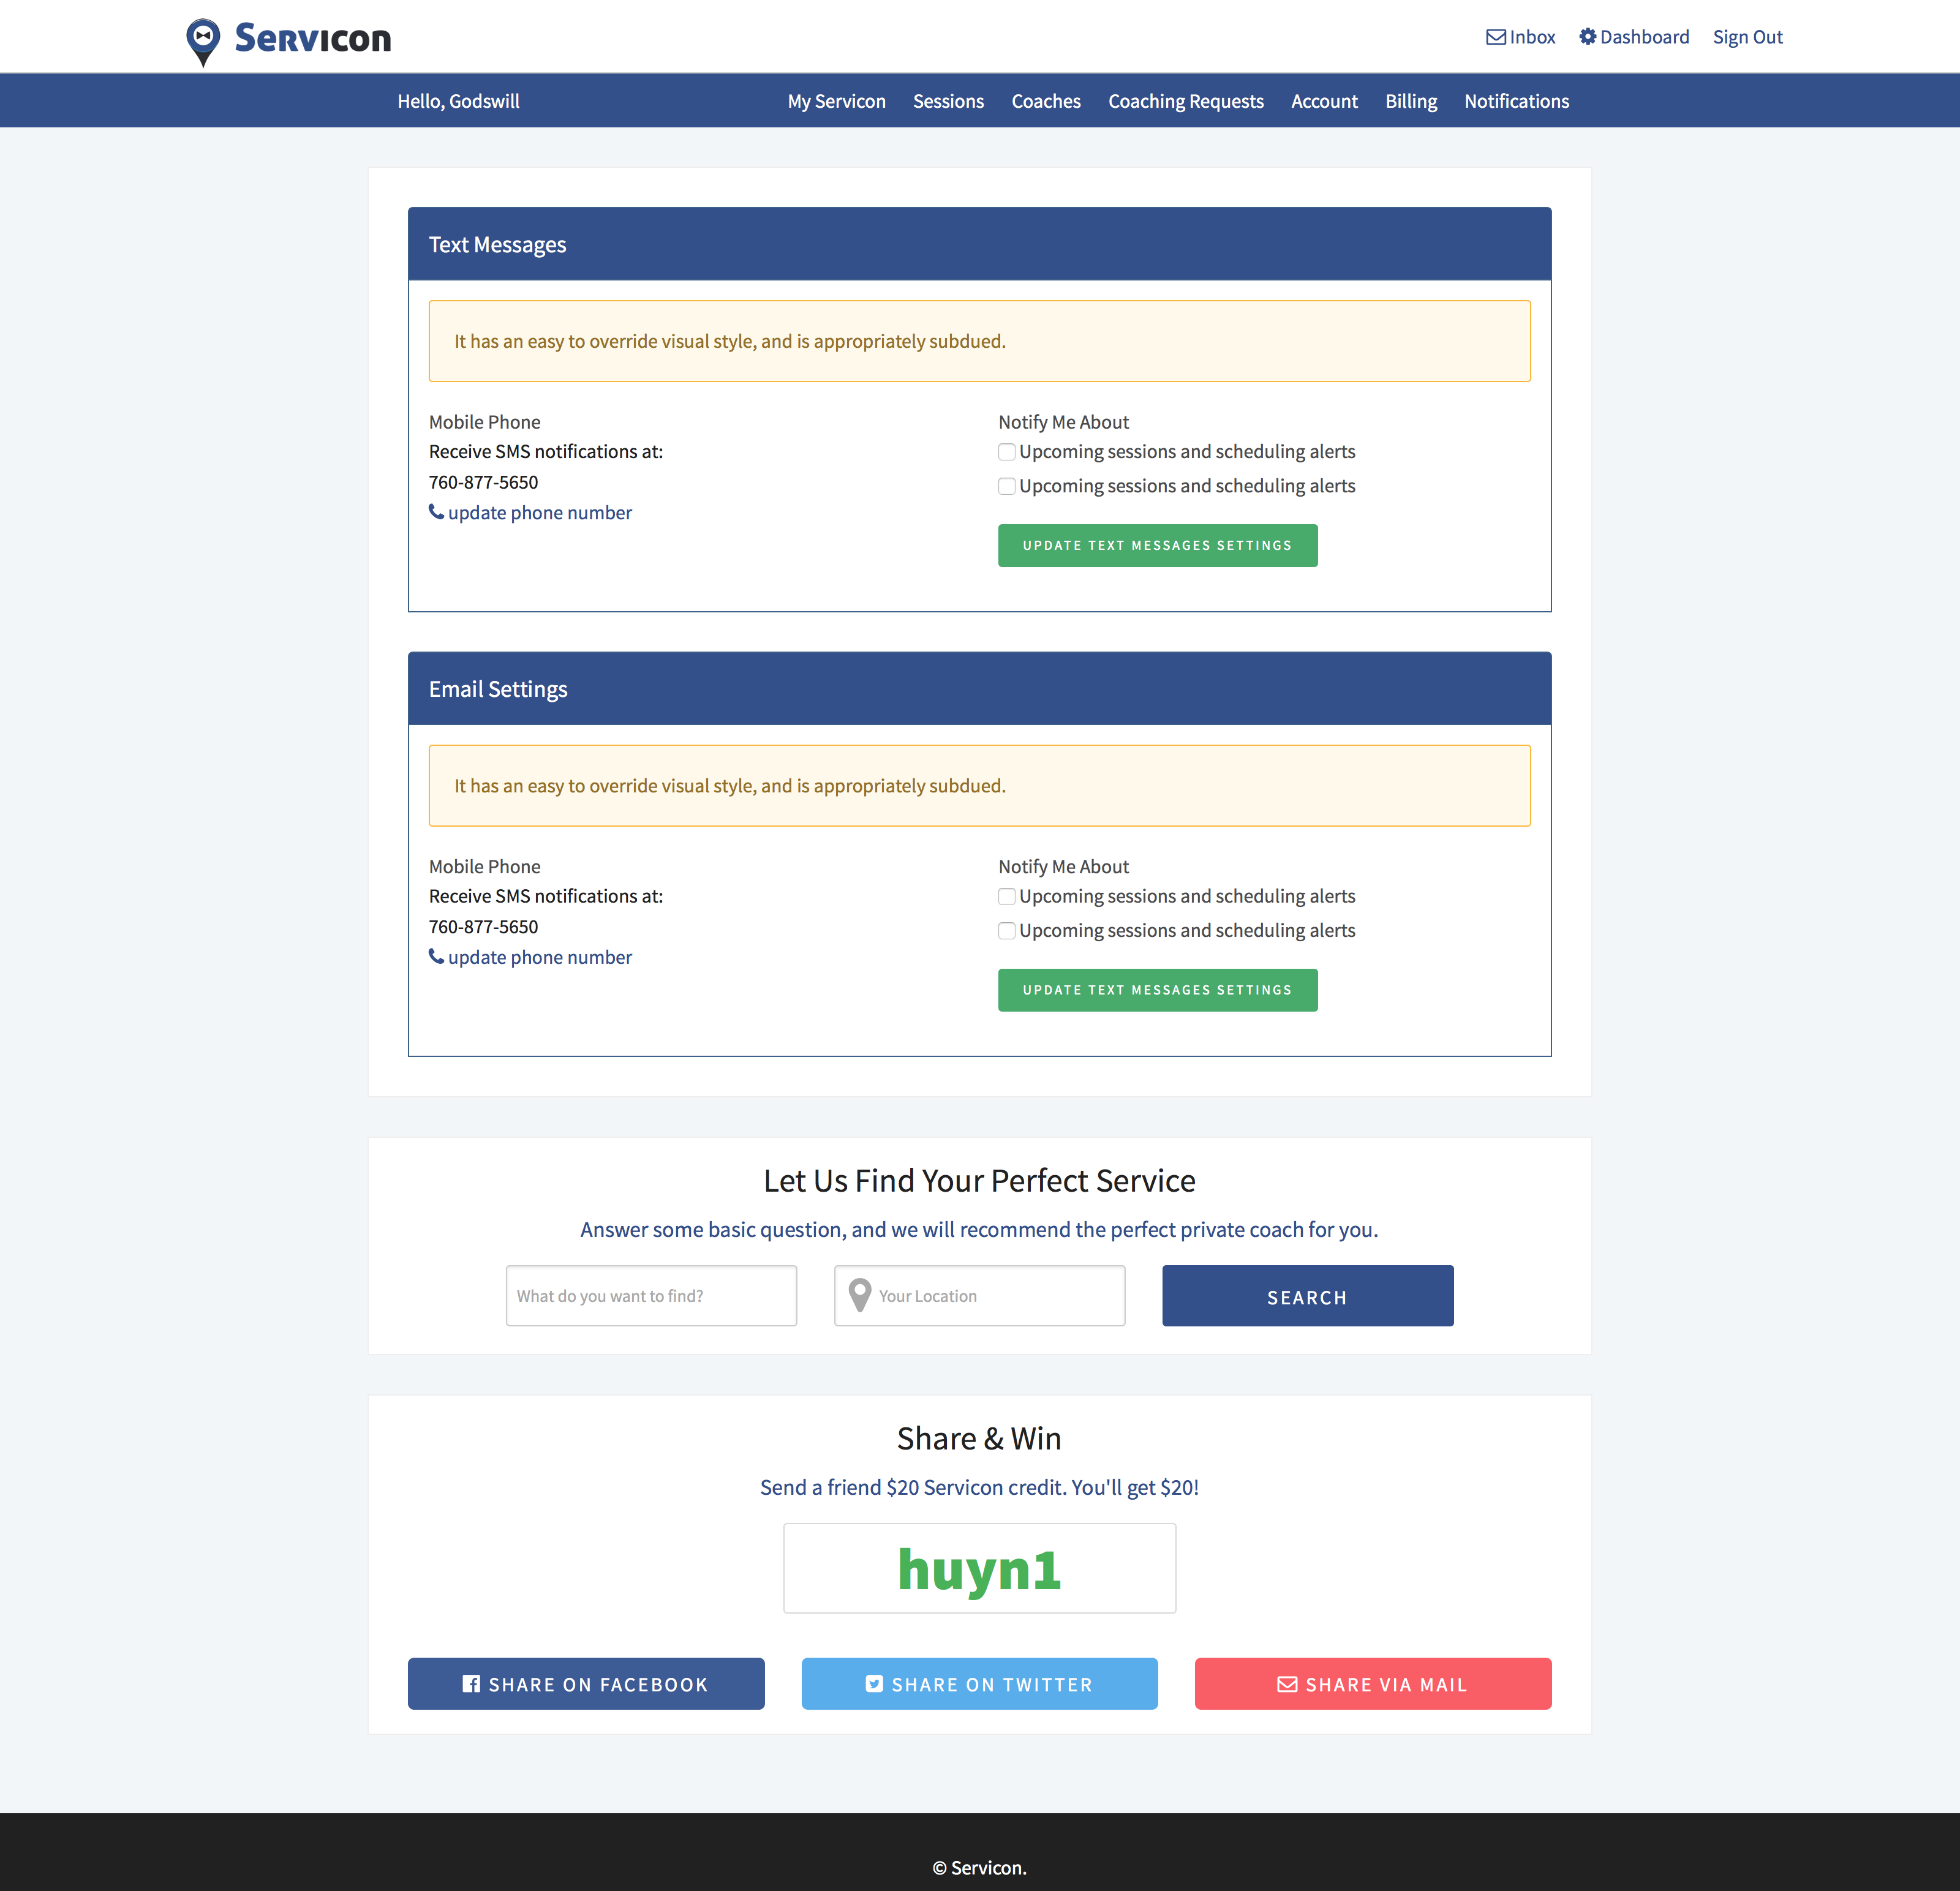 Servicon
Inbox Dashboard Sign Out
Hello, Godswill My Servicon Sessions Coaches Coaching Requests Account Billing Notifications
Text Messages
It has an easy to override visual style, and is appropriately subdued.
Mobile Phone
Receive SMS notifications at:
760-877-5650
update phone number
Notify Me About
Upcoming sessions and scheduling alerts
Upcoming sessions and scheduling alerts
UPDATE TEXT MESSAGES SETTINGS
Email Settings
It has an easy to override visual style, and is appropriately subdued.
Mobile Phone
Receive SMS notifications at:
760-877-5650
update phone number
Notify Me About
Upcoming sessions and scheduling alerts
Upcoming sessions and scheduling alerts
UPDATE TEXT MESSAGES SETTINGS
Let Us Find Your Perfect Service
Answer some basic question, and we will recommend the perfect private coach for you.
What do you want to find? Your Location SEARCH
Share & Win
Send a friend $20 Servicon credit. You'll get $20!
huyn1
SHARE ON FACEBOOK SHARE ON TWITTER SHARE VIA MAIL
© Servicon.